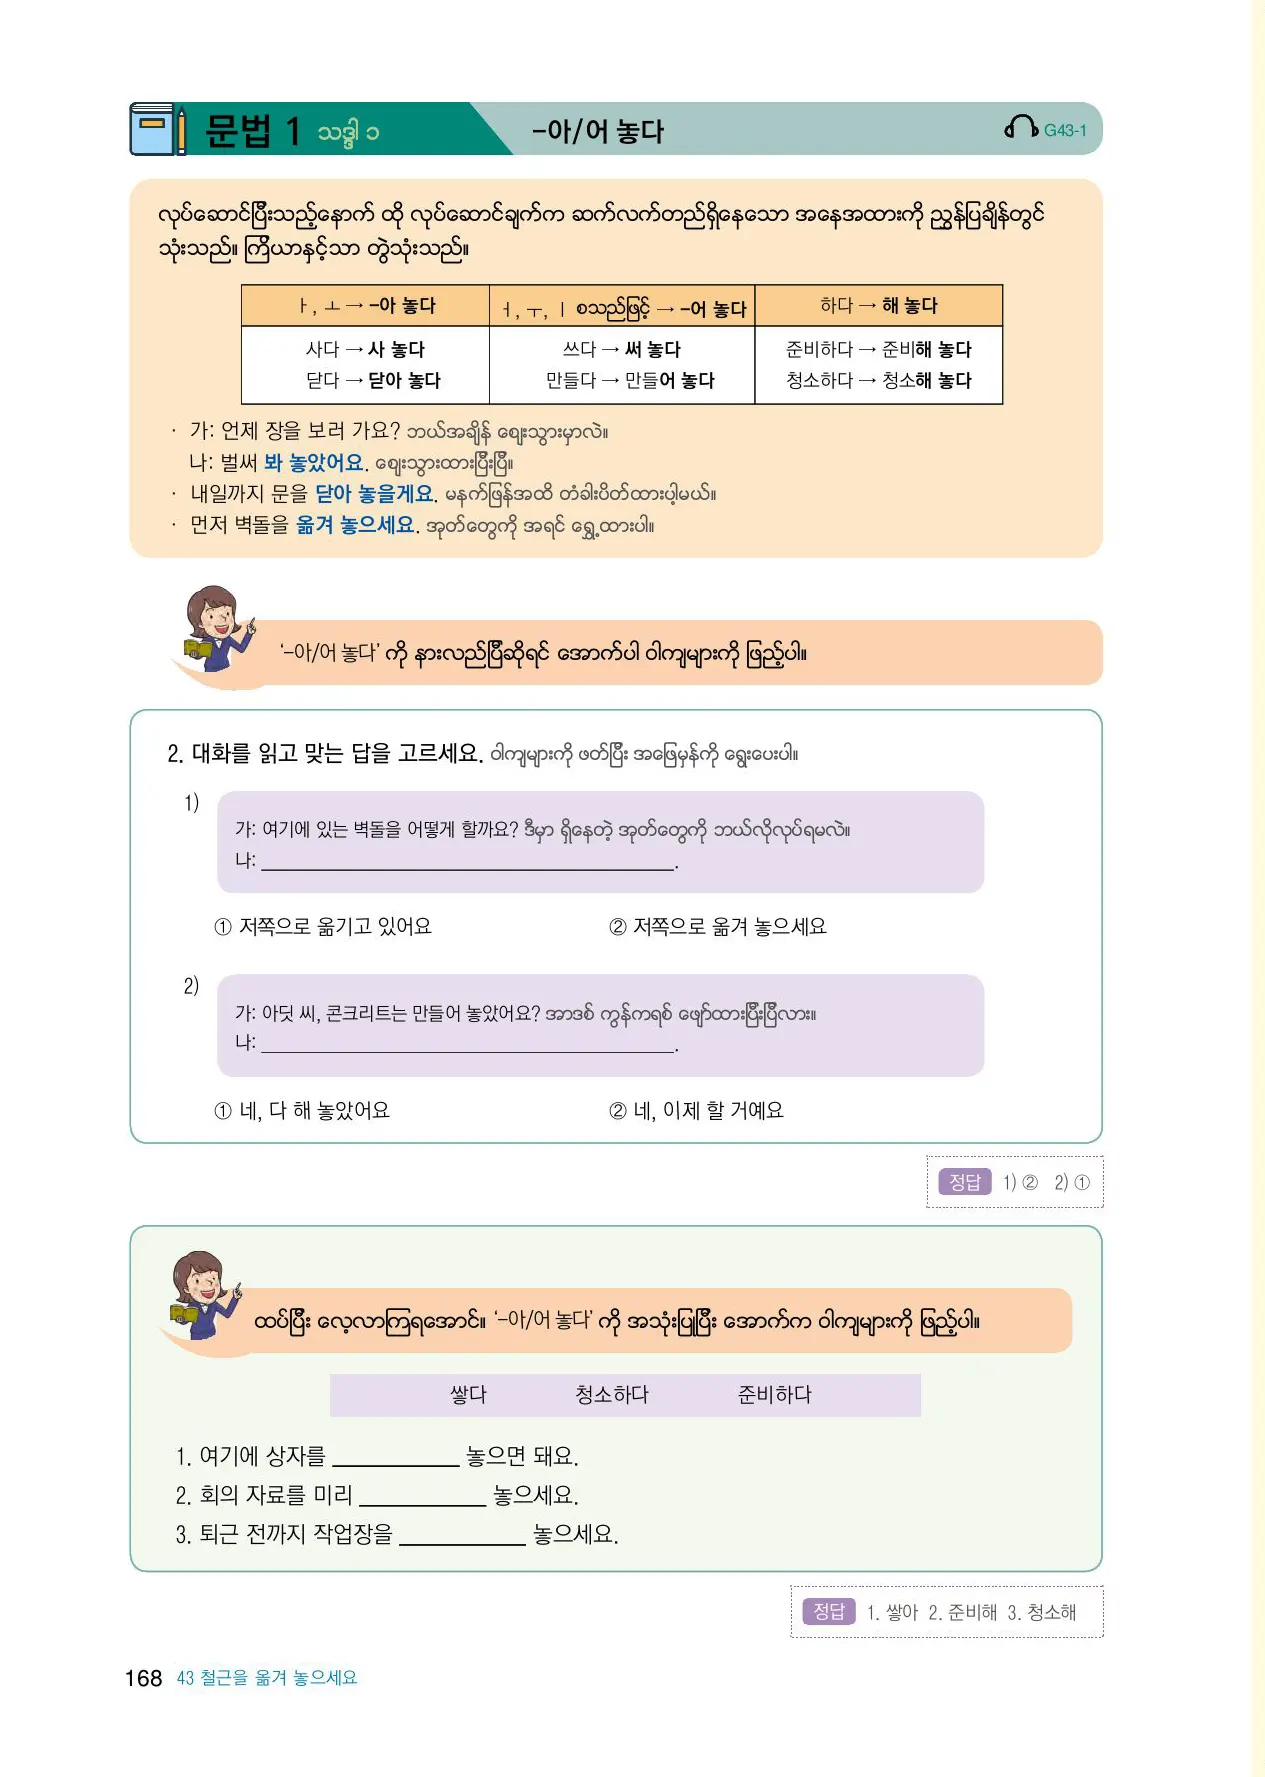 문법 1 သဒ္ဒါ ၁ -아/어 놓다 G43-1
လုပ်ဆောင်ပြီးသည့်နောက် ထို လုပ်ဆောင်ချက်က ဆက်လက်တည်ရှိနေသော အနေအထားကို ညွှန်ပြချိန်တွင်
သုံးသည်။ ကြိယာနှင့်သာ တွဲသုံးသည်။
ㅏ, ㅗ → -아 놓다 ㅓ, ㅜ, ㅣ စသည်ဖြင့် → -어 놓다 하다 → 해 놓다
사다 → 사 놓다 쓰다 → 써 놓다 준비하다 → 준비해 놓다
닫다 → 닫아 놓다 만들다 → 만들어 놓다 청소하다 → 청소해 놓다
· 가: 언제 장을 보러 가요? ဘယ်အချိန် ဈေးသွားမှာလဲ။
나: 벌써 봐 놓았어요. ဈေးသွားထားပြီးပြီ။
· 내일까지 문을 닫아 놓을게요. မနက်ဖြန်အထိ တံခါးပိတ်ထားပါ့မယ်။
· 먼저 벽돌을 옮겨 놓으세요. အုတ်တွေကို အရင် ရွှေ့ထားပါ။
‘-아/어 놓다’ ကို နားလည်ပြီဆိုရင် အောက်ပါ ဝါကျများကို ဖြည့်ပါ။
2. 대화를 읽고 맞는 답을 고르세요. ဝါကျများကို ဖတ်ပြီး အဖြေမှန်ကို ရွေးပေးပါ။
1)
가: 여기에 있는 벽돌을 어떻게 할까요? ဒီမှာ ရှိနေတဲ့ အုတ်တွေကို ဘယ်လိုလုပ်ရမလဲ။
나: ____________________.
① 저쪽으로 옮기고 있어요 ② 저쪽으로 옮겨 놓으세요
2)
가: 아딧 씨, 콘크리트는 만들어 놓았어요? အာဒစ် ကွန်ကရစ် ဖျော်ထားပြီးပြီလား။
나: ____________________.
① 네, 다 해 놓았어요 ② 네, 이제 할 거예요
정답 1) ② 2) ①
ထပ်ပြီး လေ့လာကြရအောင်။ ‘-아/어 놓다’ ကို အသုံးပြုပြီး အောက်က ဝါကျများကို ဖြည့်ပါ။
쌓다 청소하다 준비하다
1. 여기에 상자를 __________ 놓으면 돼요.
2. 회의 자료를 미리 __________ 놓으세요.
3. 퇴근 전까지 작업장을 __________ 놓으세요.
정답 1. 쌓아 2. 준비해 3. 청소해
168 43 철근을 옮겨 놓으세요